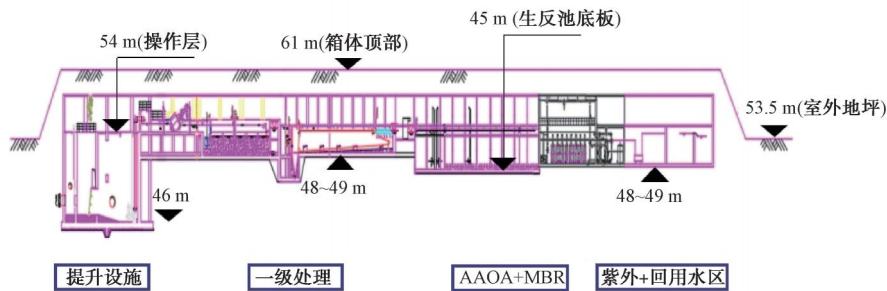 45 m (生反池底板)
54 m(操作层)
61 m(箱体顶部)
53.5 m(室外地坪)
46 m
48~49 m
48~49 m
提升设施
一级处理
AAOA+MBR
紫外+回用水区